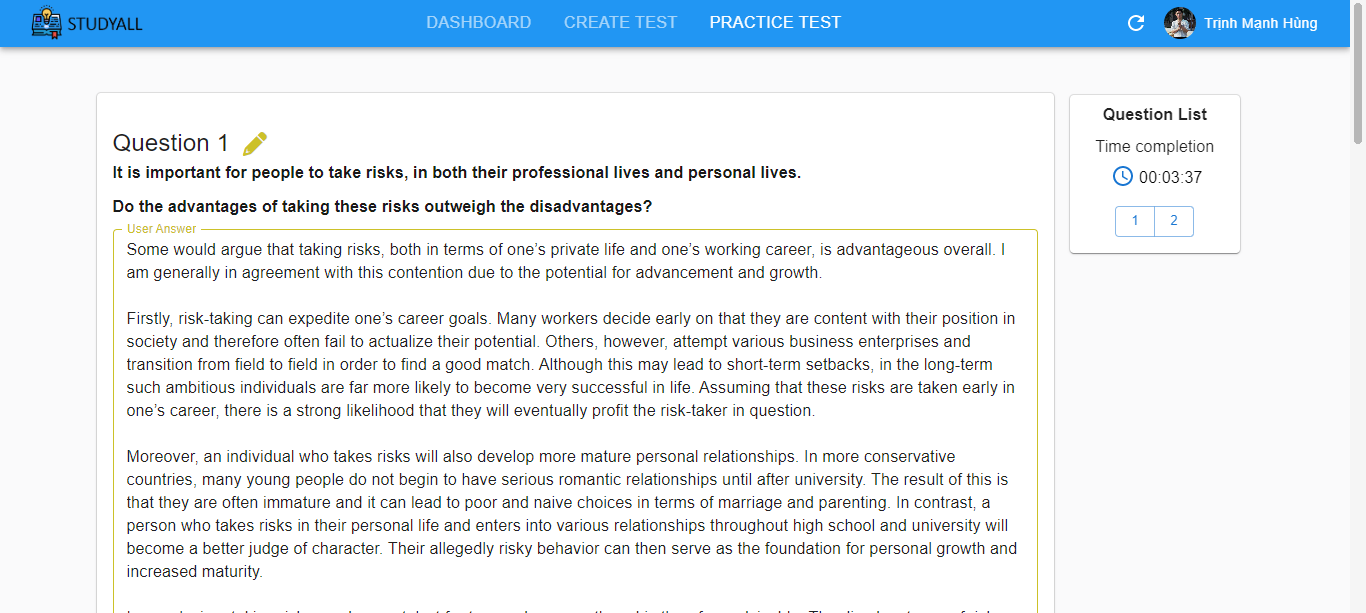 STUDYALL
DASHBOARD
CREATE TEST
PRACTICE TEST
Trịnh Mạnh Hùng
Question 1
It is important for people to take risks, in both their professional lives and personal lives.
Do the advantages of taking these risks outweigh the disadvantages?
User Answer
Some would argue that taking risks, both in terms of one’s private life and one’s working career, is advantageous overall. I
am generally in agreement with this contention due to the potential for advancement and growth.
Firstly, risk-taking can expedite one’s career goals. Many workers decide early on that they are content with their position in
society and therefore often fail to actualize their potential. Others, however, attempt various business enterprises and
transition from field to field in order to find a good match. Although this may lead to short-term setbacks, in the long-term
such ambitious individuals are far more likely to become very successful in life. Assuming that these risks are taken early in
one’s career, there is a strong likelihood that they will eventually profit the risk-taker in question.
Moreover, an individual who takes risks will also develop more mature personal relationships. In more conservative
countries, many young people do not begin to have serious romantic relationships until after university. The result of this is
that they are often immature and it can lead to poor and naive choices in terms of marriage and parenting. In contrast, a
person who takes risks in their personal life and enters into various relationships throughout high school and university will
become a better judge of character. Their allegedly risky behavior can then serve as the foundation for personal growth and
increased maturity.
Question List
Time completion
00:03:37
1
2